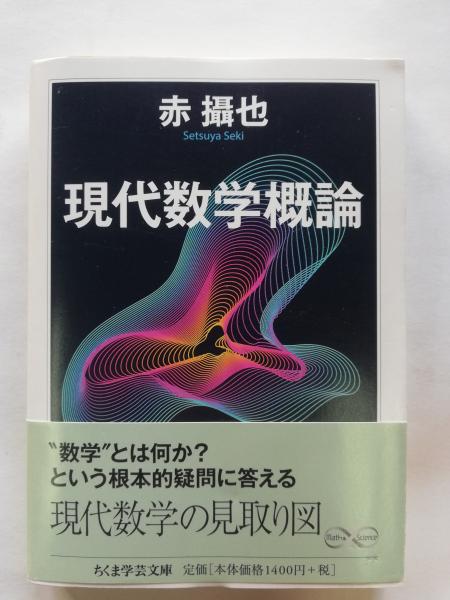 赤 攝也
Setsuya Seki
現代数学概論
“数学”とは何か?
という根本的疑問に答える
現代数学の見取り図
Math & Science
ちくま学芸文庫 定価[本体価格1400円+税]